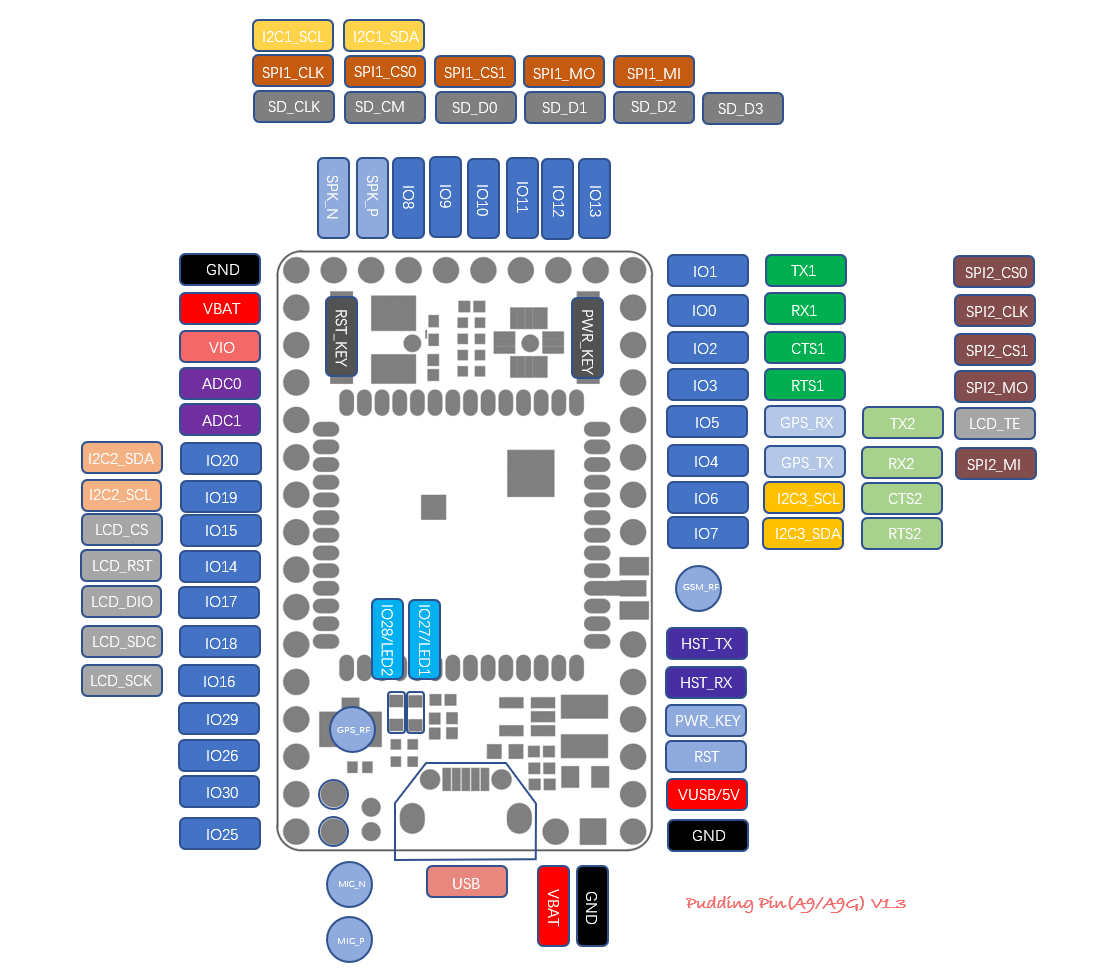 I2C1_SCL I2C1_SDA
SPI1_CLK SPI1_CS0 SPI1_CS1 SPI1_MO SPI1_MI
SD_CLK SD_CM SD_D0 SD_D1 SD_D2 SD_D3
SPK_N SPK_P IO8 IO9 IO10 IO11 IO12 IO13
GND IO1 TX1 SPI2_CS0
VBAT IO0 RX1 SPI2_CLK
RST_KEY PWR_KEY
VIO IO2 CTS1 SPI2_CS1
ADC0 IO3 RTS1 SPI2_MO
ADC1 IO5 GPS_RX TX2 LCD_TE
I2C2_SDA IO20 IO4 GPS_TX RX2 SPI2_MI
I2C2_SCL IO19 IO6 I2C3_SCL CTS2
LCD_CS IO15 IO7 I2C3_SDA RTS2
LCD_RST IO14 GSM_RF
LCD_DIO IO17
IO28/LED2 IO27/LED1
LCD_SDC IO18 HST_TX
LCD_SCK IO16 HST_RX
IO29 PWR_KEY
GPS_RF
IO26 RST
IO30 VUSB/5V
IO25 GND
MIC_N USB VBAT GND
Pudding Pin(A9/A9G) V1.3
MIC_P